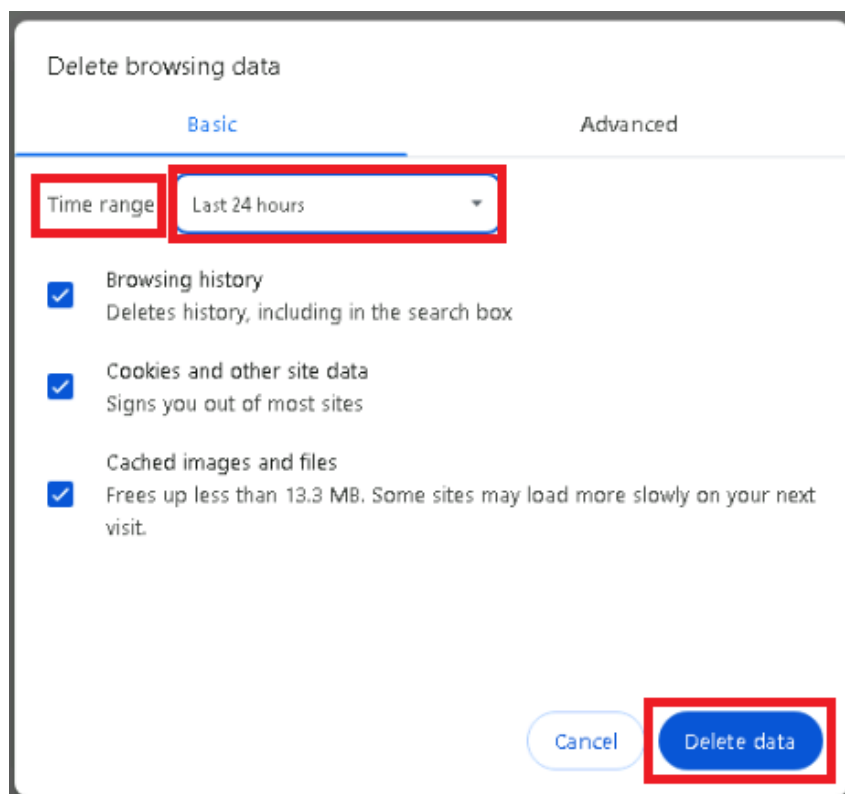 Delete browsing data
Basic Advanced
Time range Last 24 hours
Browsing history
Deletes history, including in the search box
Cookies and other site data
Signs you out of most sites
Cached images and files
Frees up less than 13.3 MB. Some sites may load more slowly on your next
visit.
Cancel Delete data